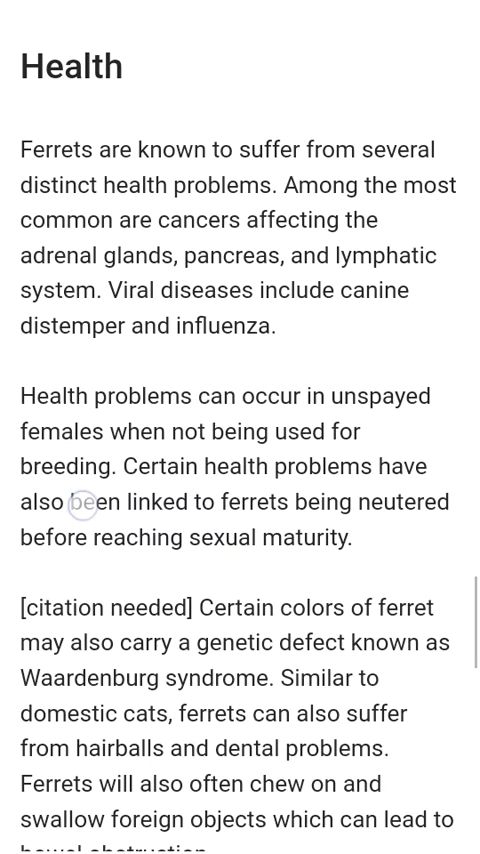 Health
Ferrets are known to suffer from several
distinct health problems. Among the most
common are cancers affecting the
adrenal glands, pancreas, and lymphatic
system. Viral diseases include canine
distemper and influenza.
Health problems can occur in unspayed
females when not being used for
breeding. Certain health problems have
also been linked to ferrets being neutered
before reaching sexual maturity.
[citation needed] Certain colors of ferret
may also carry a genetic defect known as
Waardenburg syndrome. Similar to
domestic cats, ferrets can also suffer
from hairballs and dental problems.
Ferrets will also often chew on and
swallow foreign objects which can lead to
bowel obstruction.